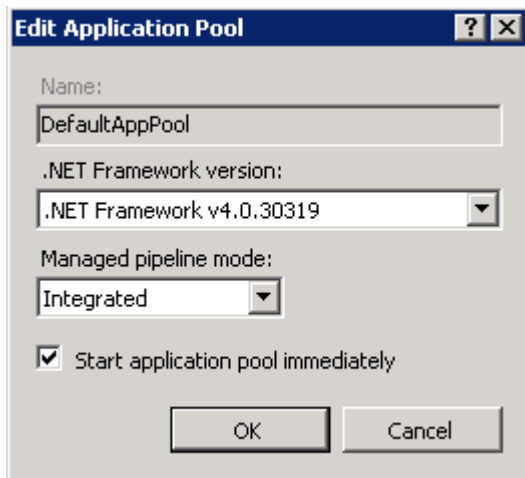 Edit Application Pool
Name:
DefaultAppPool
.NET Framework version:
.NET Framework v4.0.30319
Managed pipeline mode:
Integrated
Start application pool immediately
OK Cancel